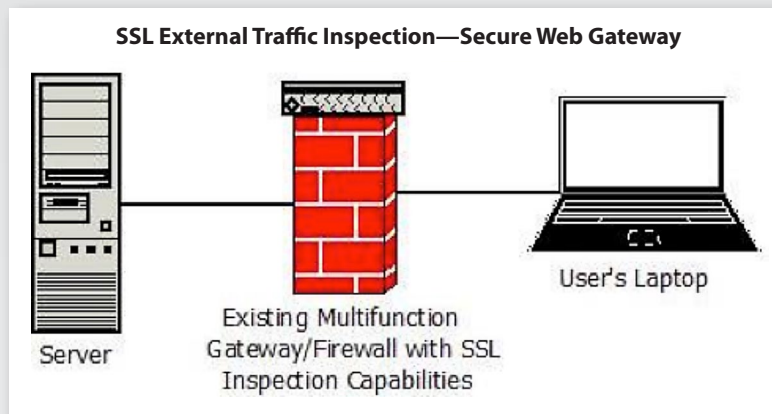 SSL External Traffic Inspection—Secure Web Gateway
Server
Existing Multifunction
Gateway/Firewall with SSL
Inspection Capabilities
User's Laptop